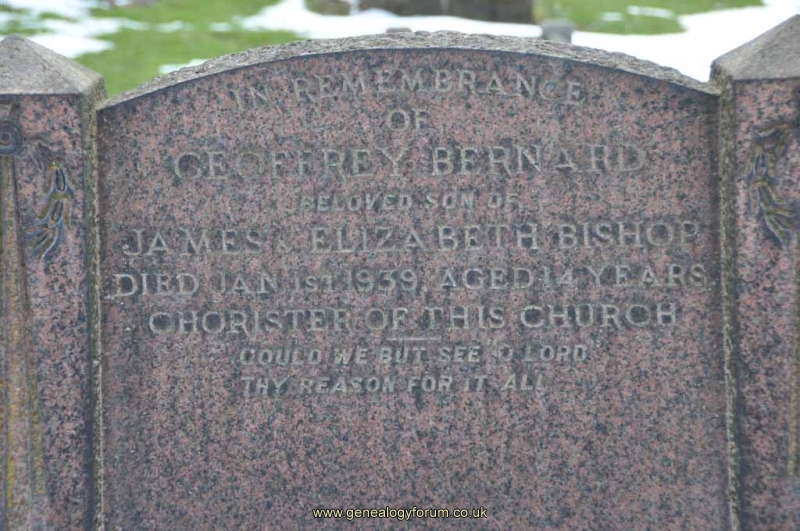 IN REMEMBRANCE
OF
GEOFFREY BERNARD
BELOVED SON OF
JAMES & ELIZABETH BISHOP
DIED JAN 1ST 1939, AGED 14 YEARS
CHORISTER OF THIS CHURCH
COULD WE BUT SEE O LORD
THY REASON FOR IT ALL
www.genealogyforum.co.uk